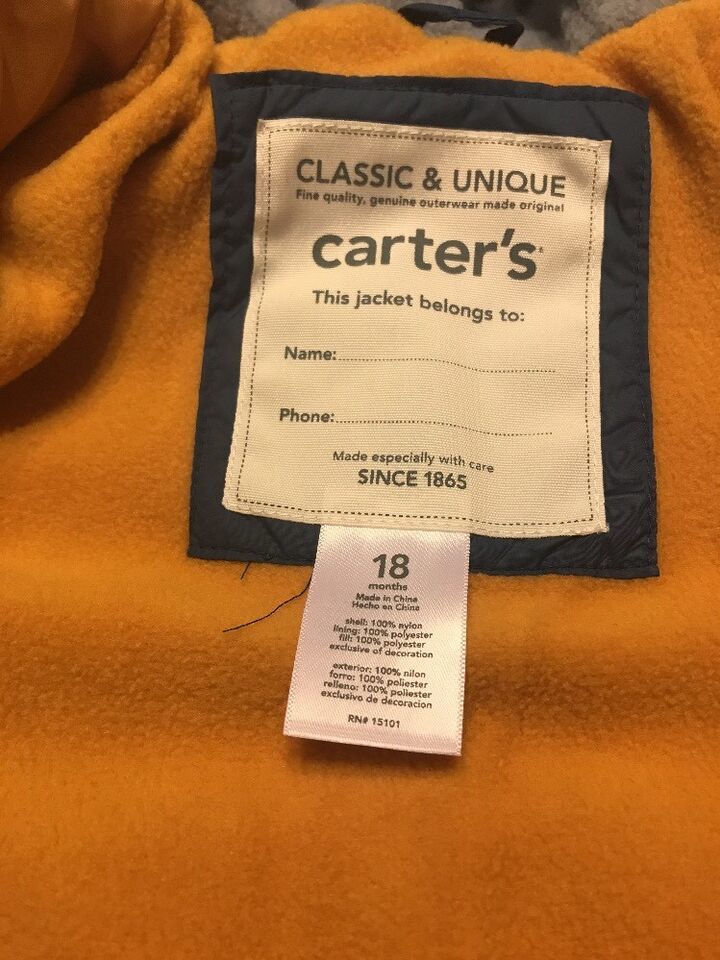 CLASSIC & UNIQUE
Fine quality, genuine outerwear made original
carter's
This jacket belongs to:
Name:
Phone:
Made especially with care
SINCE 1865
18
months
Made in China
Hecho en China
shell: 100% nylon
lining: 100% polyester
fill: 100% polyester
exclusive of decoration
exterior: 100% nilon
forro: 100% poliester
relleno: 100% poliester
exclusivo de decoracion
RN# 15101